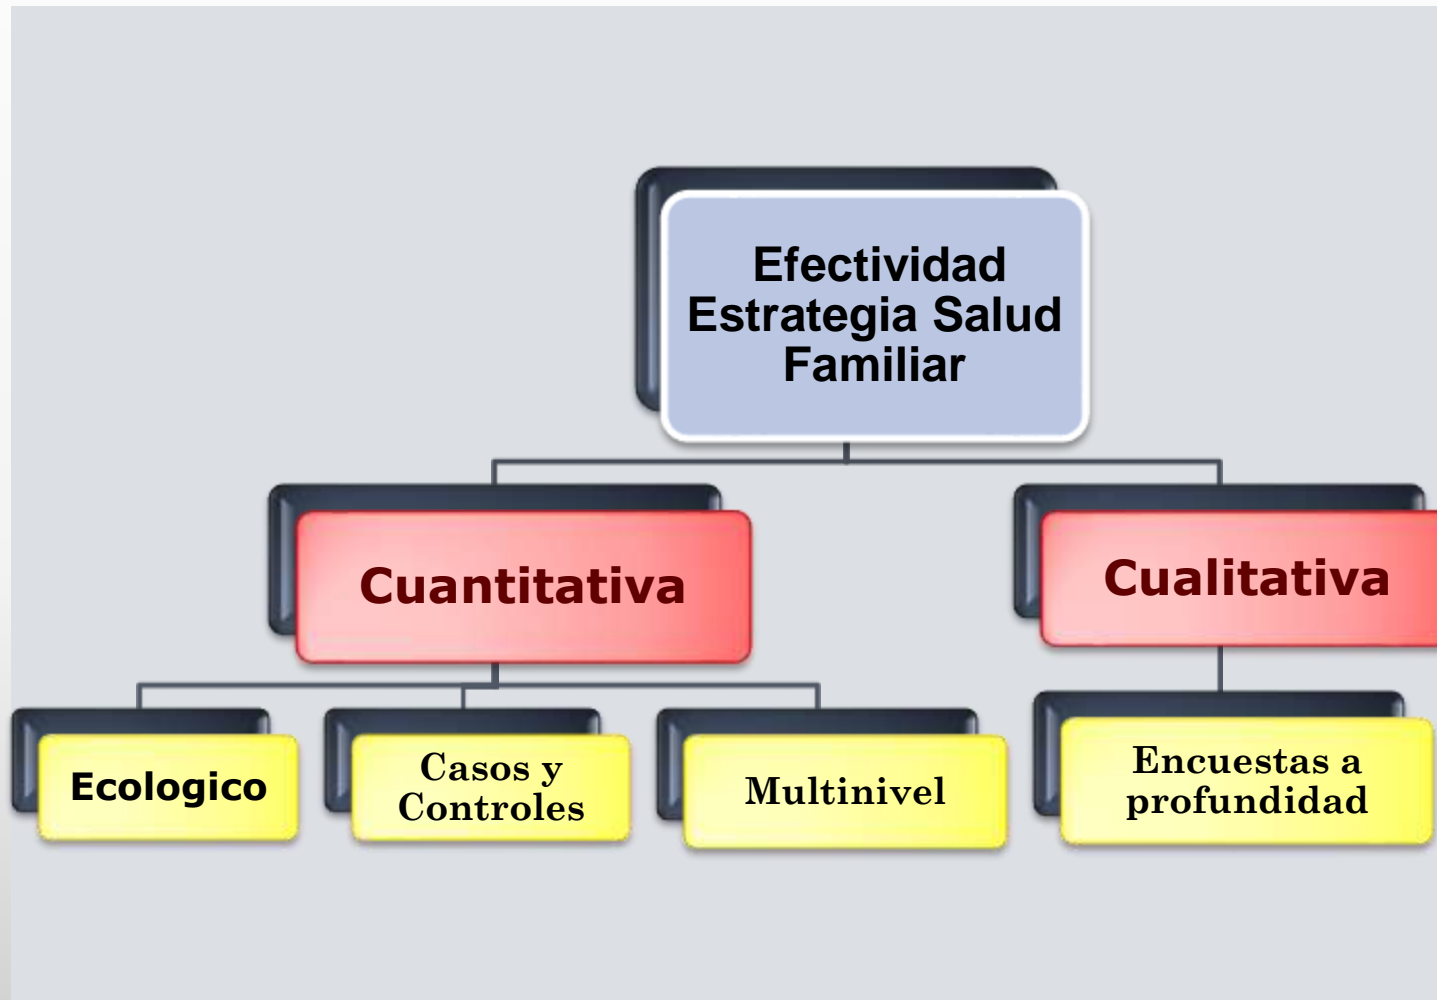 Efectividad
Estrategia Salud
Familiar
Cuantitativa
Cualitativa
Ecologico
Casos y
Controles
Multinivel
Encuestas a
profundidad